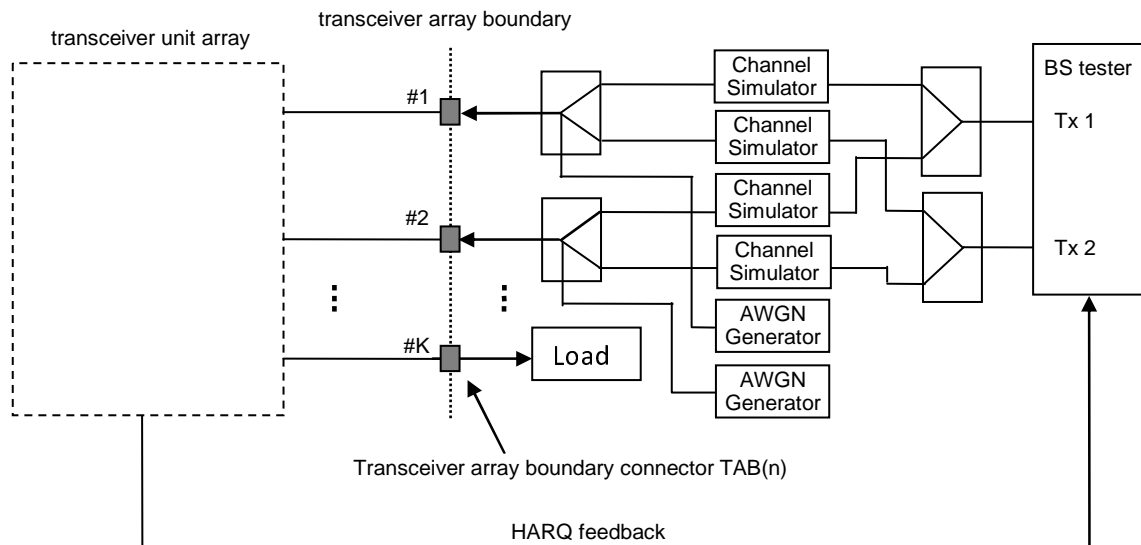 transceiver array boundary
transceiver unit array
#1
Channel
Simulator
BS tester
Tx 1
Channel
Simulator
#2
Channel
Simulator
Tx 2
Channel
Simulator
#K
Load
AWGN
Generator
AWGN
Generator
Transceiver array boundary connector TAB(n)
HARQ feedback